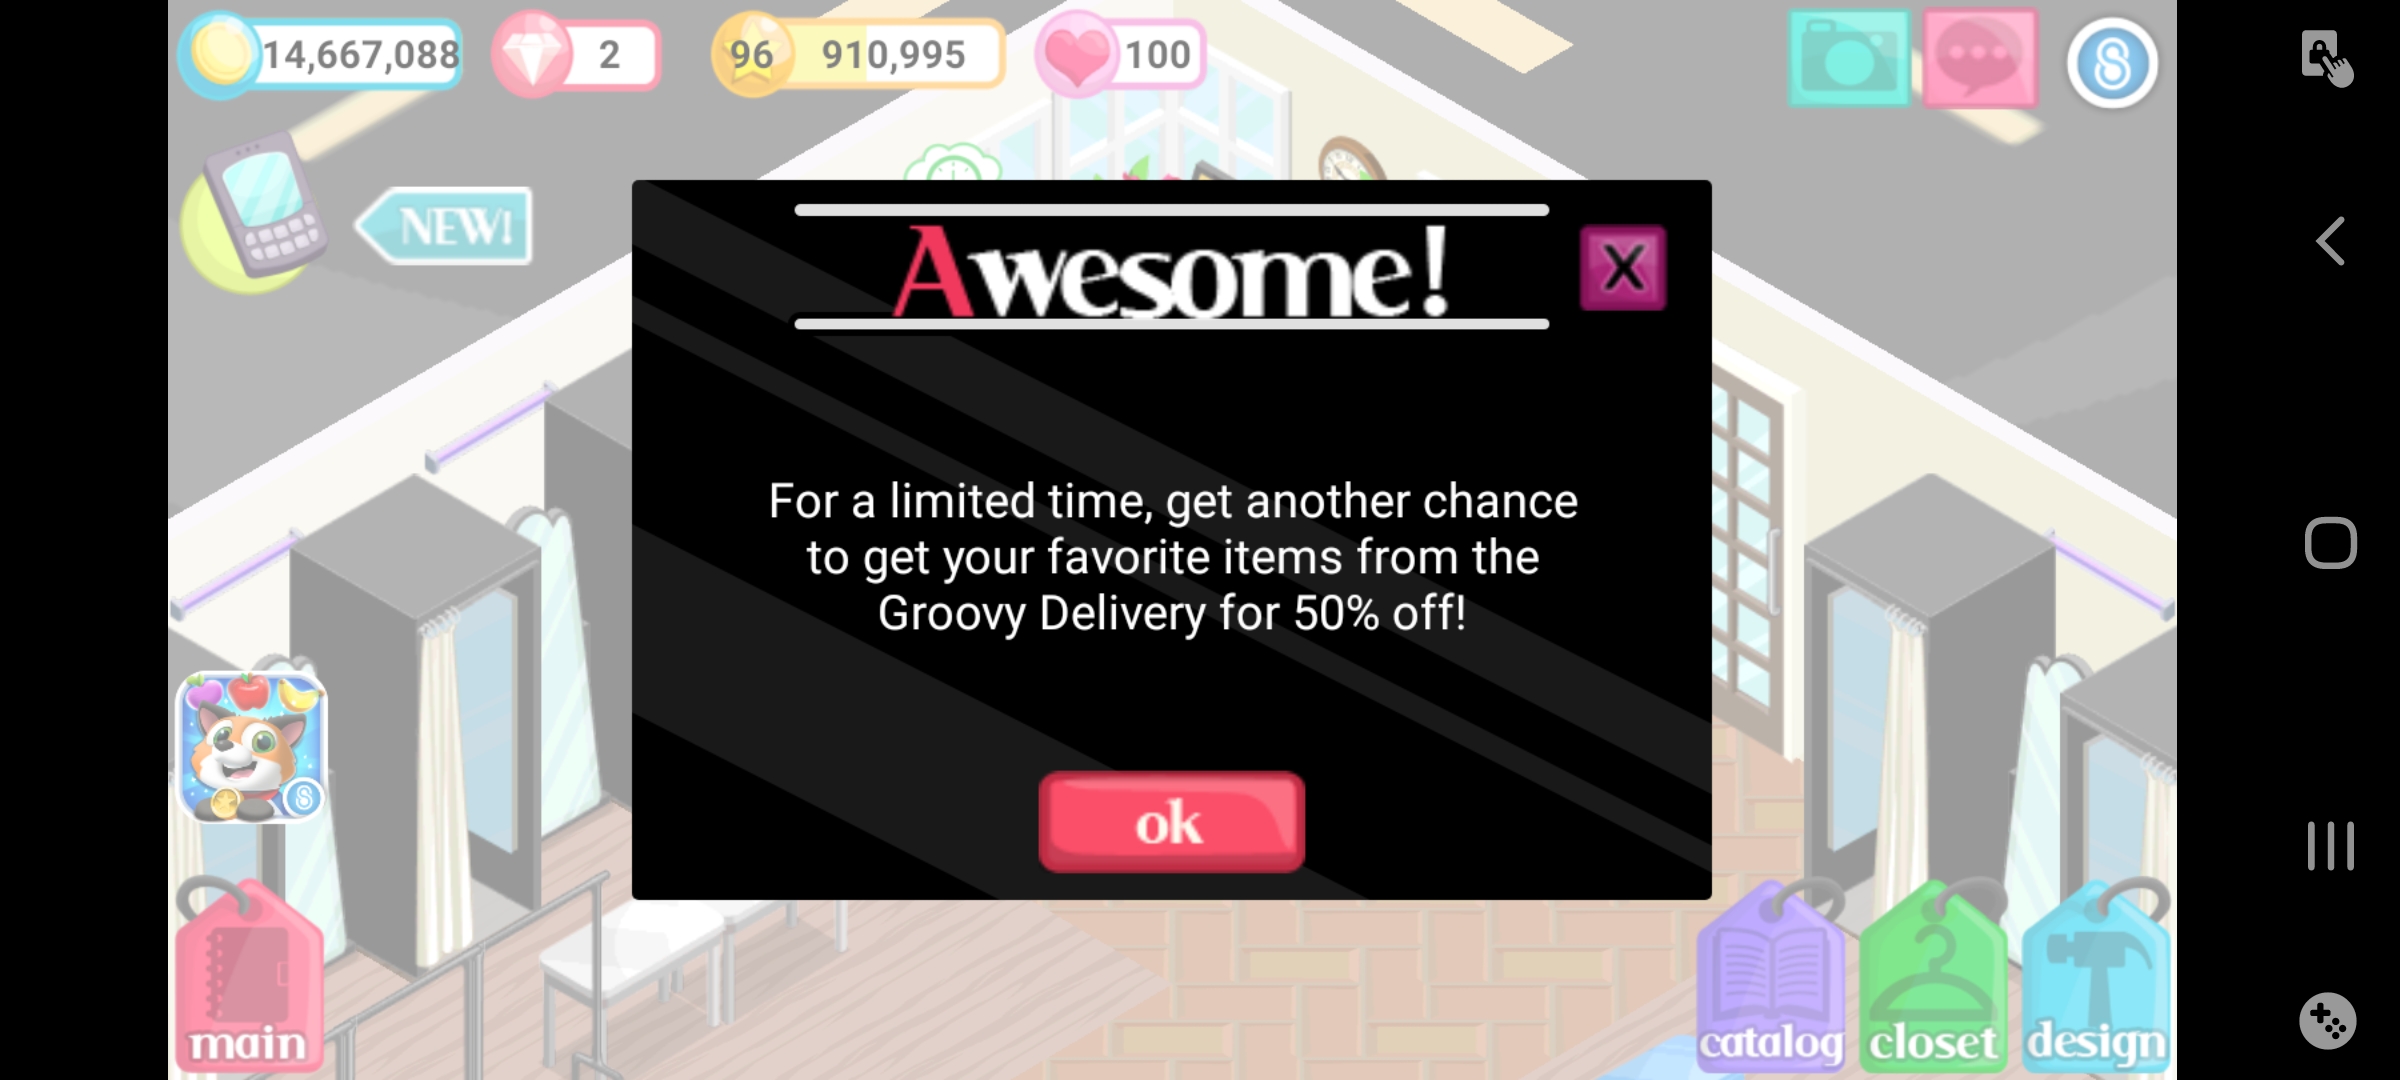 14,667,088
2
96
910,995
100
NEW!
Awesome!
X
For a limited time, get another chance
to get your favorite items from the
Groovy Delivery for 50% off!
ok
main
catalog
closet
design